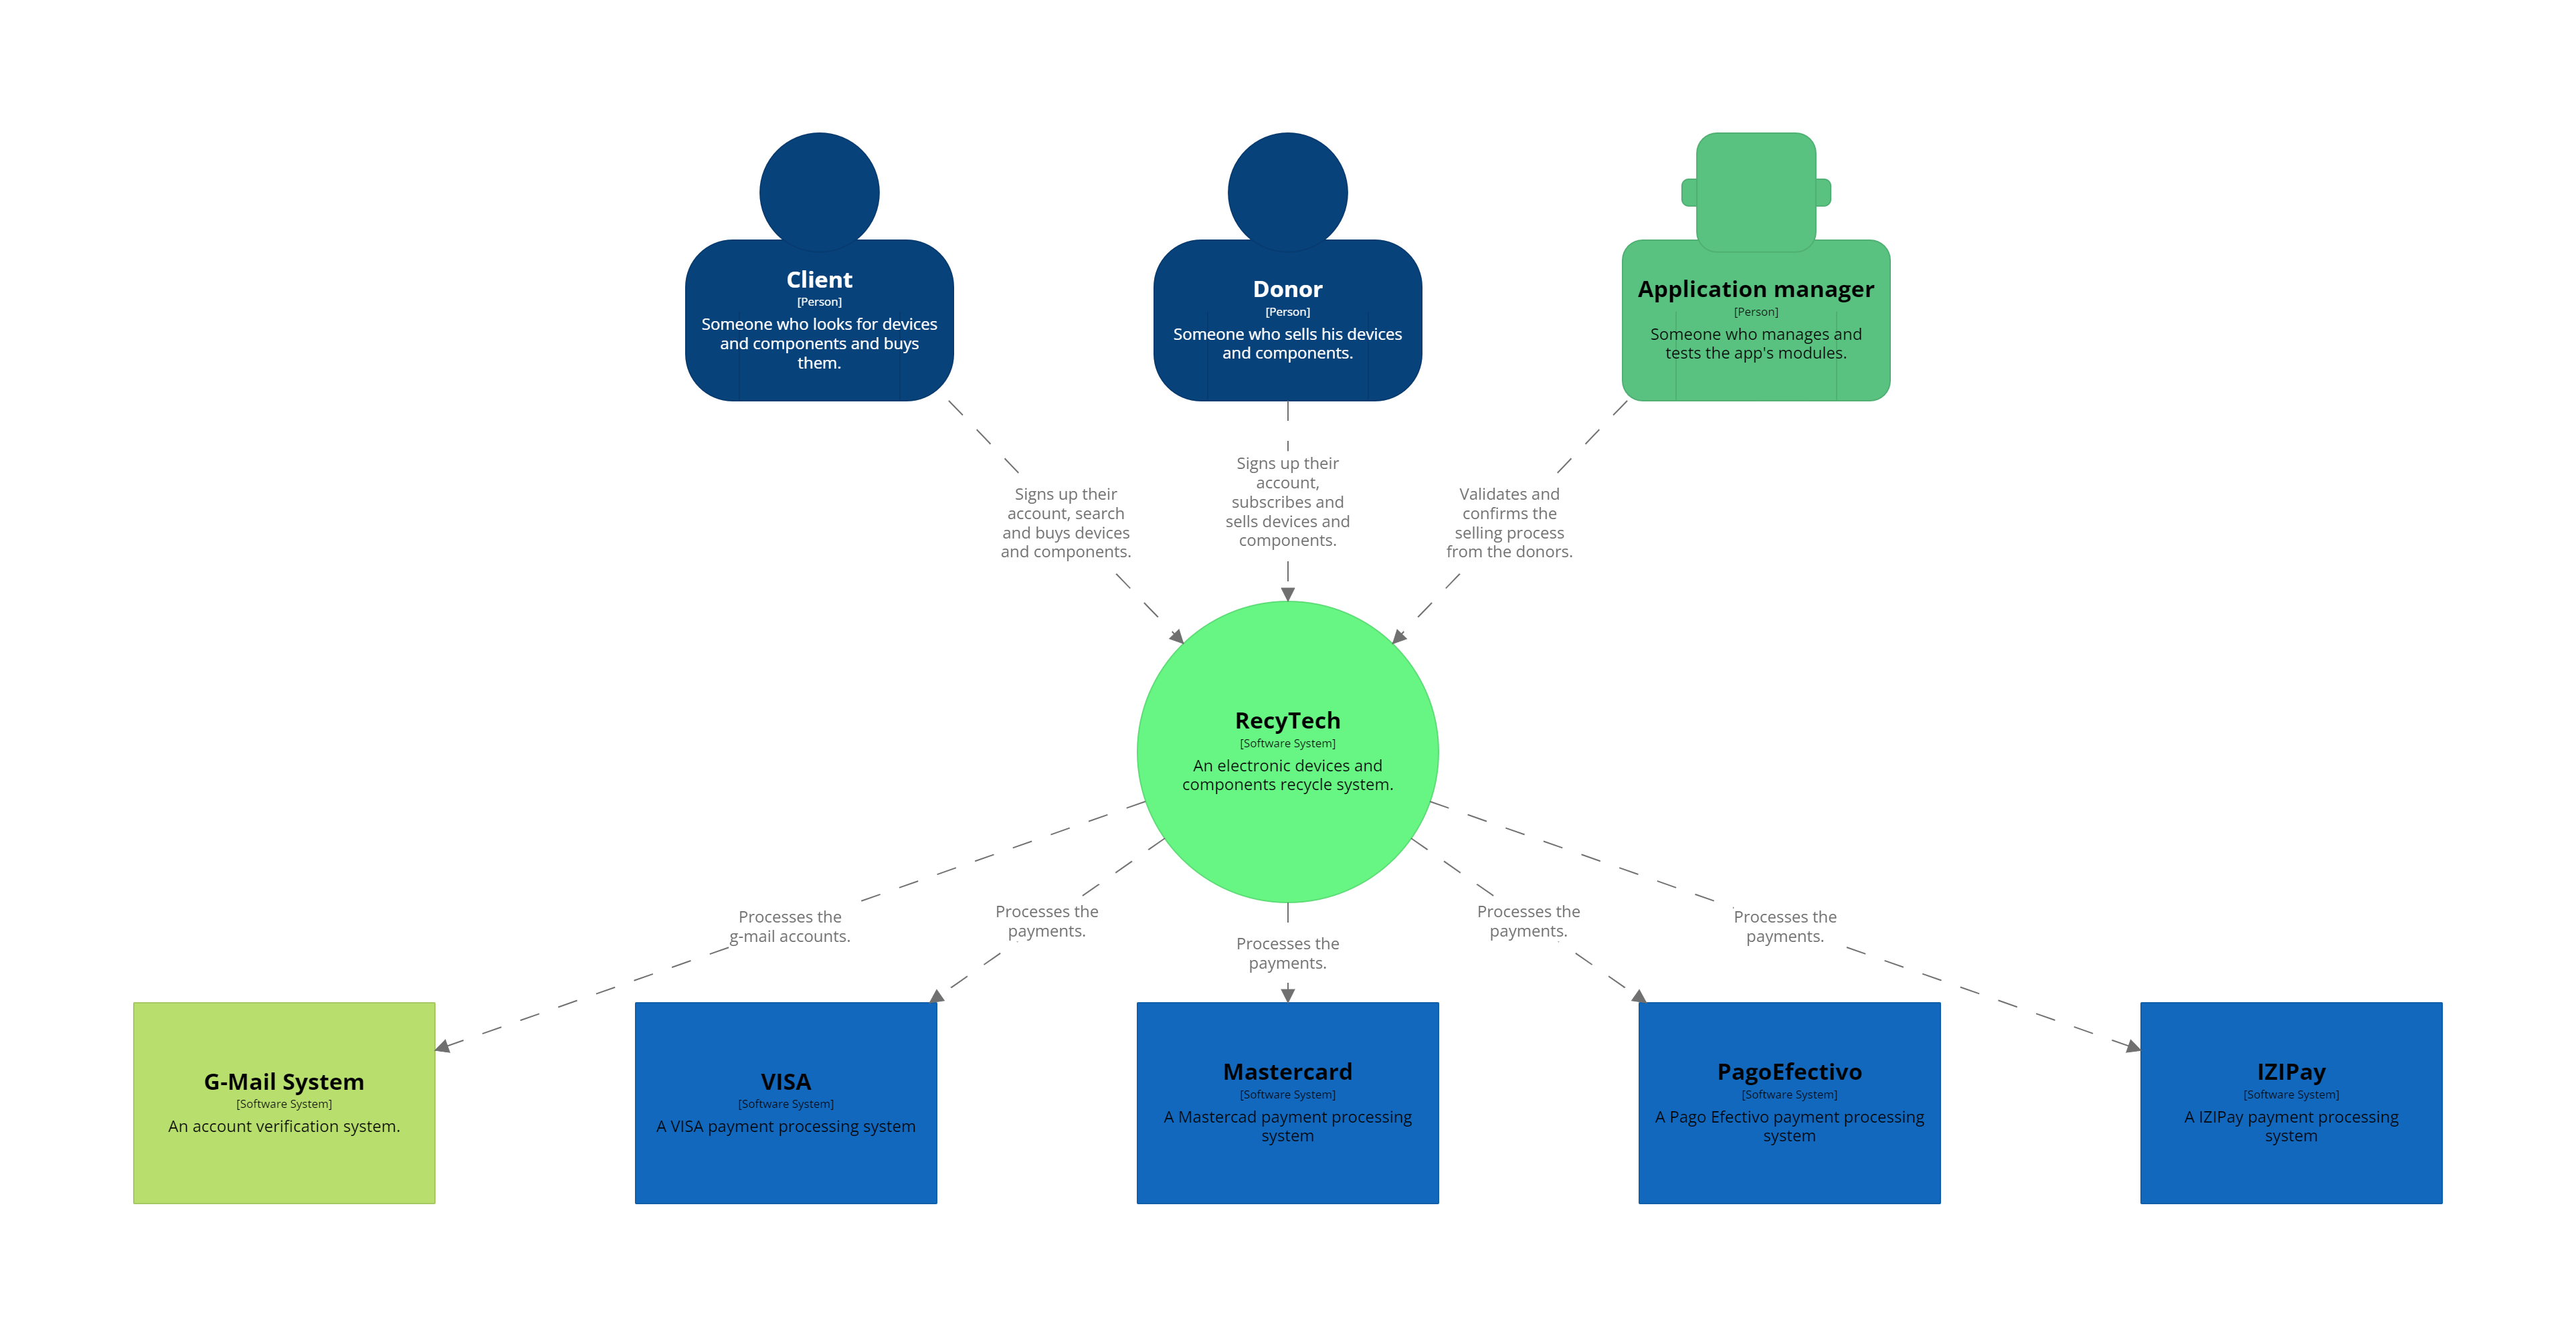 Client
[Person]
Someone who looks for devices
and components and buys
them.
Donor
[Person]
Someone who sells his devices
and components.
Application manager
[Person]
Someone who manages and
tests the app's modules.
Signs up their
account, search
and buys devices
and components.
Signs up their
account,
subscribes and
sells devices and
components.
Validates and
confirms the
selling process
from the donors.
RecyTech
[Software System]
An electronic devices and
components recycle system.
Processes the
g-mail accounts.
Processes the
payments.
Processes the
payments.
Processes the
payments.
Processes the
payments.
G-Mail System
[Software System]
An account verification system.
VISA
[Software System]
A VISA payment processing system
Mastercard
[Software System]
A Mastercad payment processing
system
PagoEfectivo
[Software System]
A Pago Efectivo payment processing
system
IZIPay
[Software System]
A IZIPay payment processing
system